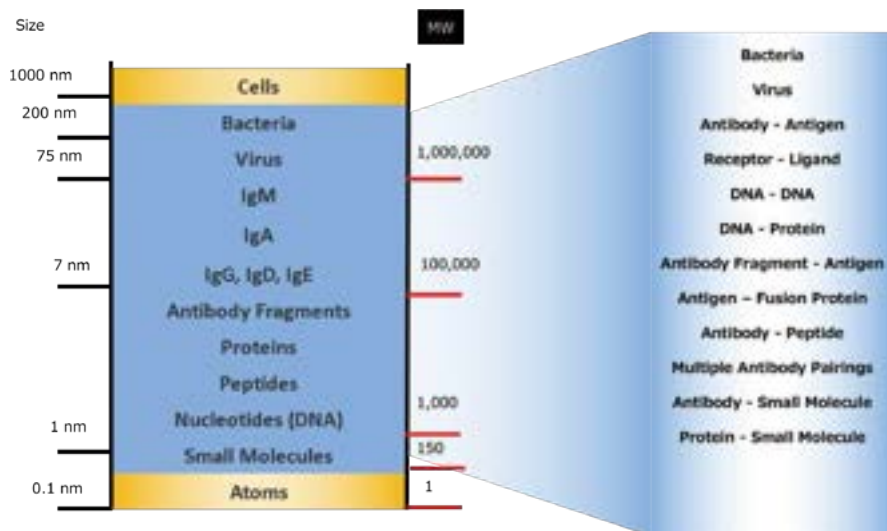 Size
MW
1000 nm
200 nm
75 nm
7 nm
1 nm
0.1 nm
Cells
Bacteria
Virus
IgM
IgA
IgG, IgD, IgE
Antibody Fragments
Proteins
Peptides
Nucleotides (DNA)
Small Molecules
Atoms
1,000,000
100,000
1,000
150
1
Bacteria
Virus
Antibody - Antigen
Receptor - Ligand
DNA - DNA
DNA - Protein
Antibody Fragment - Antigen
Antigen – Fusion Protein
Antibody - Peptide
Multiple Antibody Pairings
Antibody - Small Molecule
Protein - Small Molecule